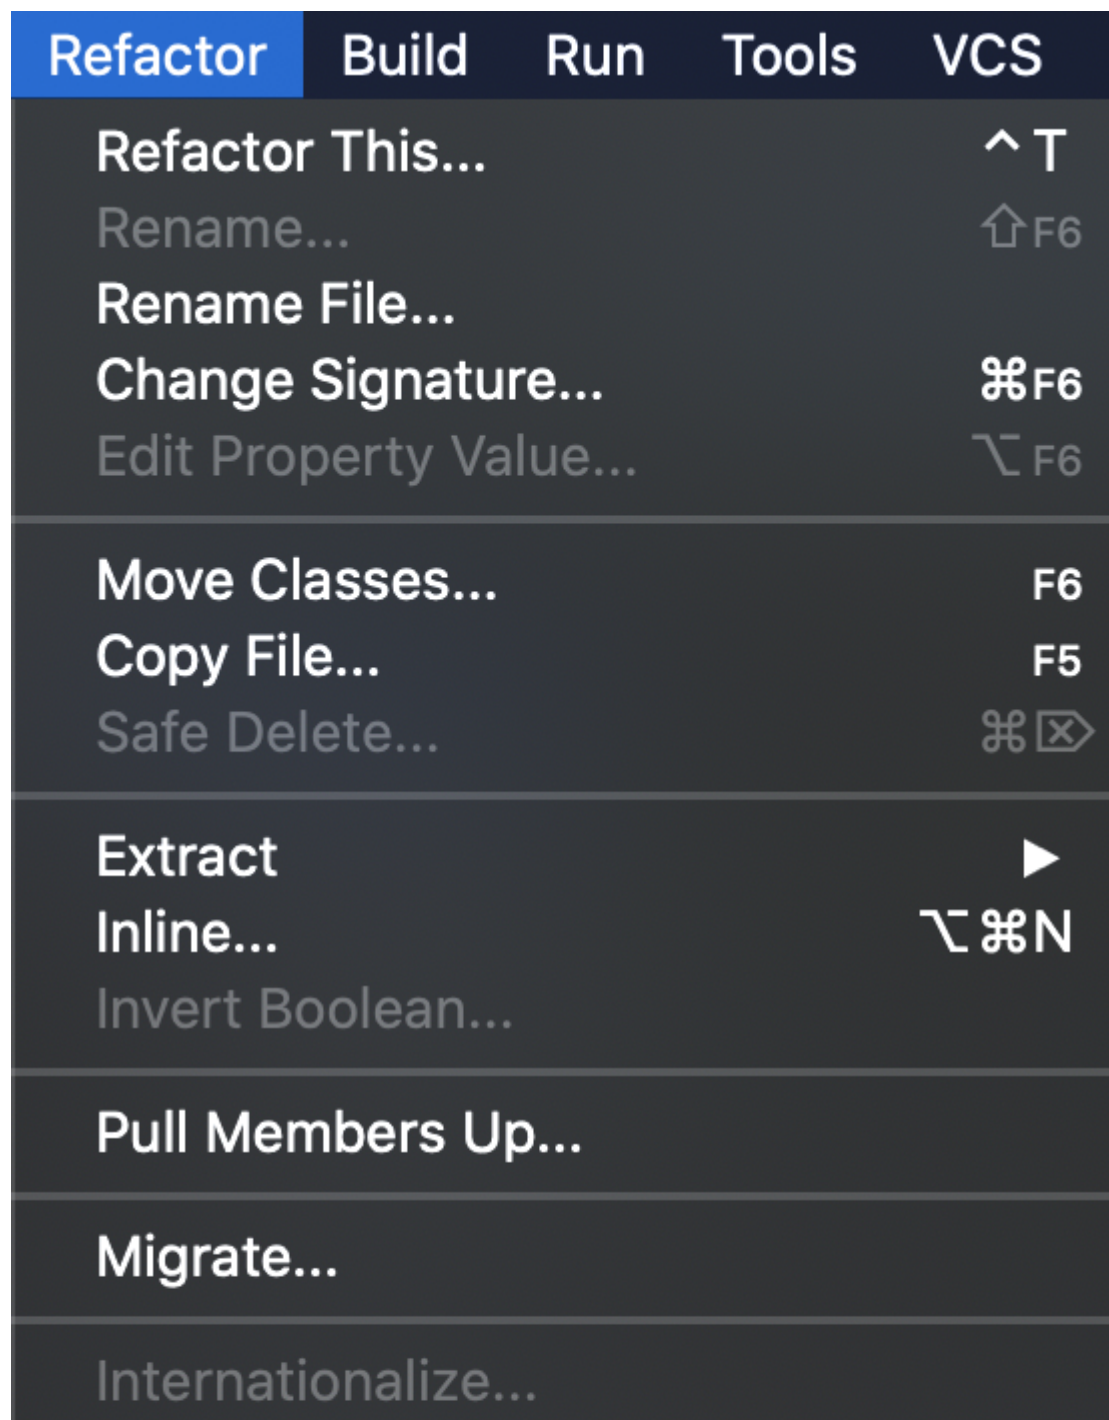 Refactor Build Run Tools VCS
Refactor This... ^T
Rename... ⇧F6
Rename File...
Change Signature... ⌘F6
Edit Property Value... ⌥F6
Move Classes... F6
Copy File... F5
Safe Delete... ⌘⌦
Extract ▶
Inline... ⌥⌘N
Invert Boolean...
Pull Members Up...
Migrate...
Internationalize...